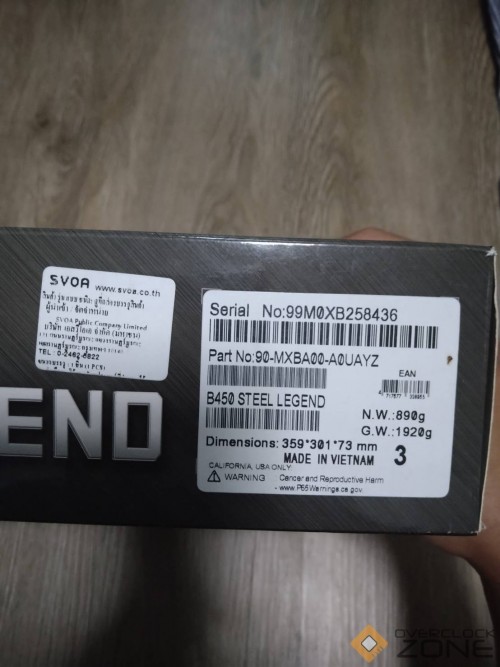 SVOA www.svoa.co.th
SVOA Public Company Limited
END
Serial No:99M0XB258436
Part No:90-MXBA00-A0UAYZ
EAN
B450 STEEL LEGEND
N.W.:890g
G.W.:1920g
Dimensions: 359*301*73 mm
MADE IN VIETNAM 3
CALIFORNIA, USA ONLY
WARNING Cancer and Reproductive Harm
- www.P65Warnings.ca.gov
OVERCLOCK
ZONE